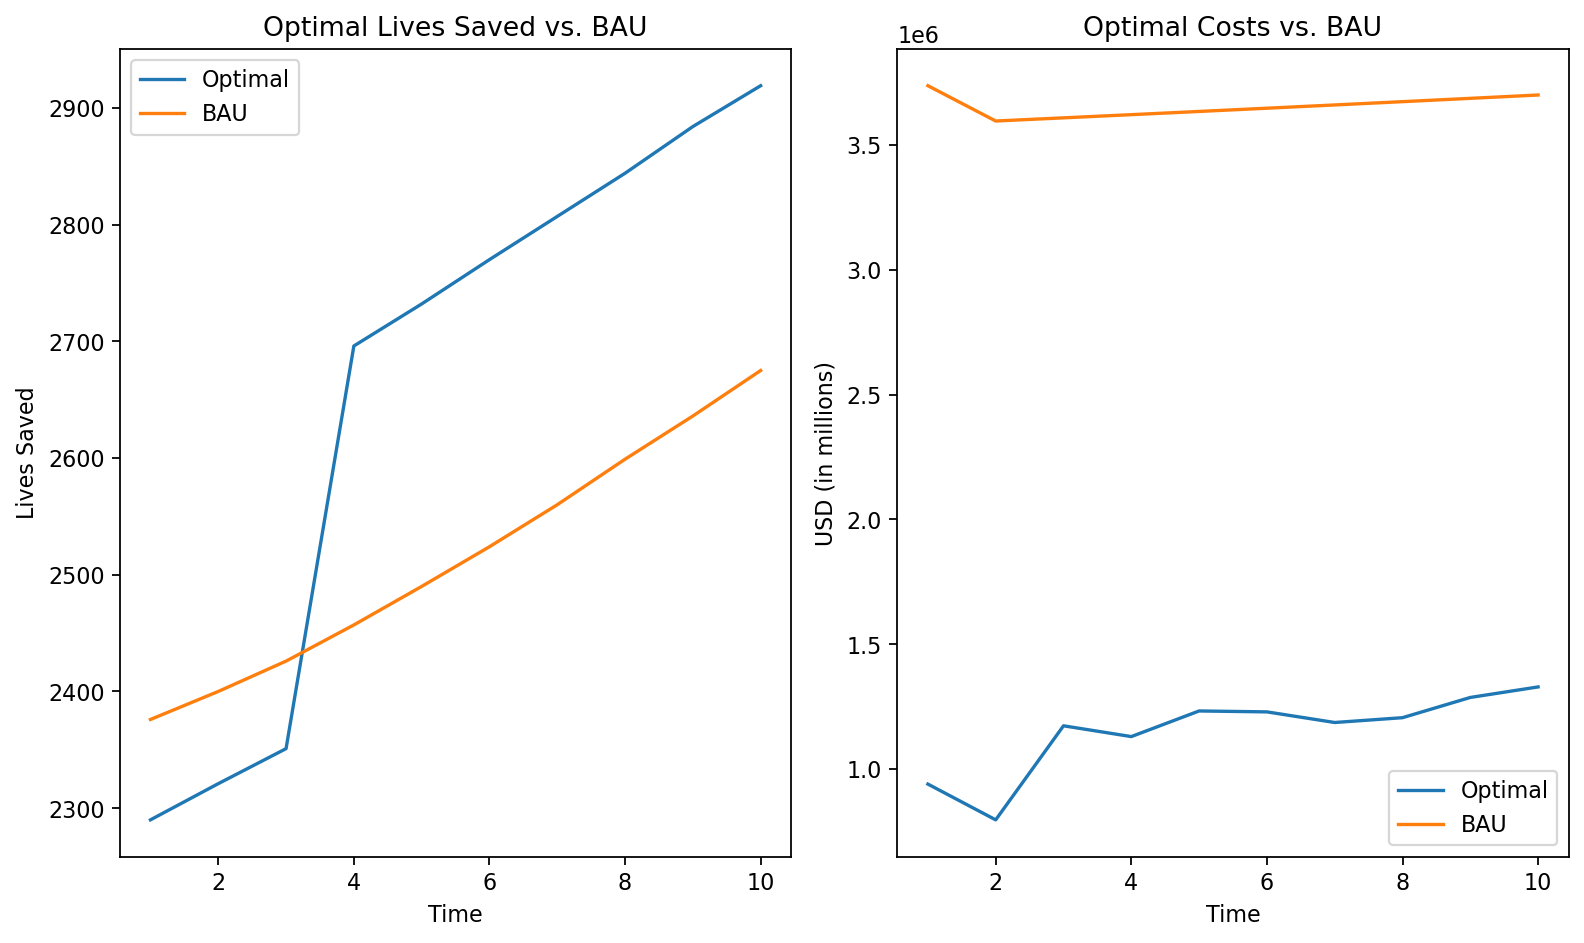 Optimal Lives Saved vs. BAU
Optimal
BAU
2900
2800
2700
2600
2500
2400
2300
Lives Saved
2 4 6 8 10
Time
Optimal Costs vs. BAU
1e6
3.5
3.0
2.5
2.0
1.5
1.0
USD (in millions)
Optimal
BAU
2 4 6 8 10
Time